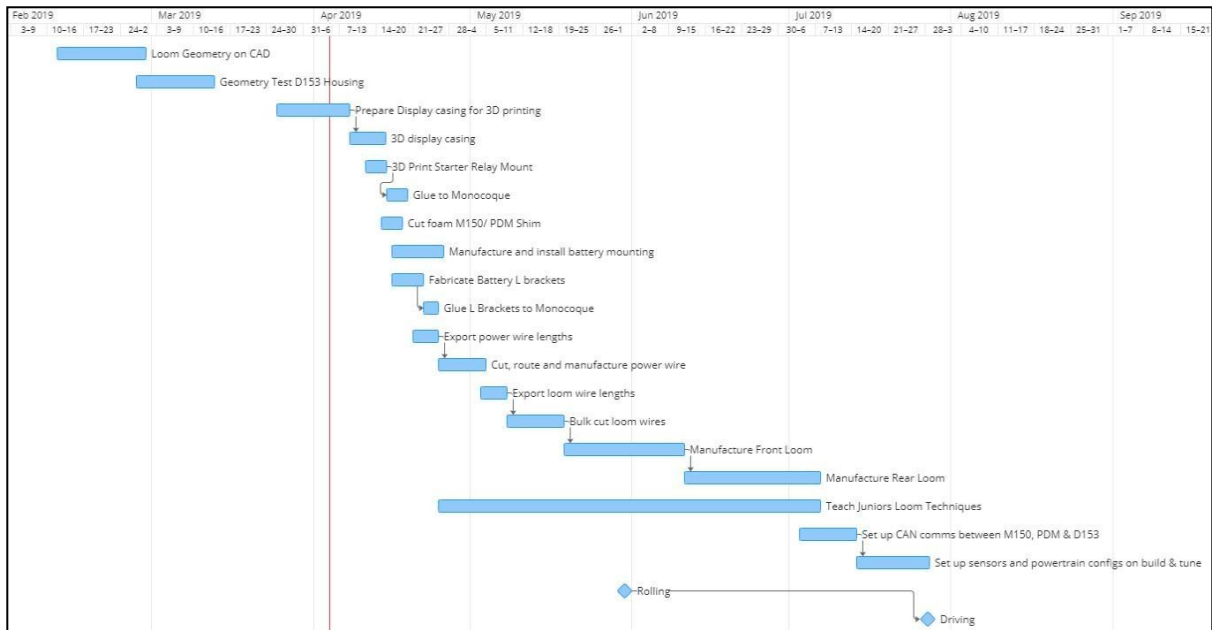 Feb 2019 Mar 2019 Apr 2019 May 2019 Jun 2019 Jul 2019 Aug 2019 Sep 2019
3–9 10–16 17–23 24–2 3–9 10–16 17–23 24–30 31–6 7–13 14–20 21–27 28–4 5–11 12–18 19–25 26–1 2–8 9–15 16–22 23–29 30–6 7–13 14–20 21–27 28–3 4–10 11–17 18–24 25–31 1–7 8–14 15–21
Loom Geometry on CAD
Geometry Test D153 Housing
Prepare Display casing for 3D printing
3D display casing
3D Print Starter Relay Mount
Glue to Monocoque
Cut foam M150/ PDM Shim
Manufacture and install battery mounting
Fabricate Battery L brackets
Glue L Brackets to Monocoque
Export power wire lengths
Cut, route and manufacture power wire
Export loom wire lengths
Bulk cut loom wires
Manufacture Front Loom
Manufacture Rear Loom
Teach Juniors Loom Techniques
Set up CAN comms between M150, PDM & D153
Set up sensors and powertrain configs on build & tune
Rolling
Driving